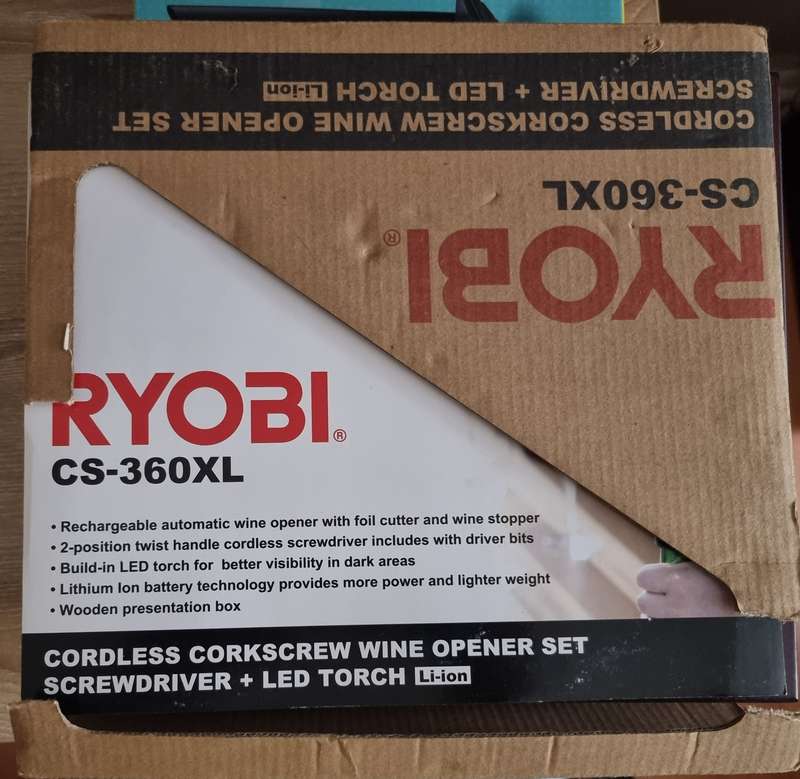 SCREWDRIVER + LED TORCH Li-ion
CORDLESS CORKSCREW WINE OPENER SET
CS-360XL
RYOBI®
RYOBI®
CS-360XL
• Rechargeable automatic wine opener with foil cutter and wine stopper
• 2-position twist handle cordless screwdriver includes with driver bits
• Build-in LED torch for better visibility in dark areas
• Lithium Ion battery technology provides more power and lighter weight
• Wooden presentation box
CORDLESS CORKSCREW WINE OPENER SET
SCREWDRIVER + LED TORCH Li-ion